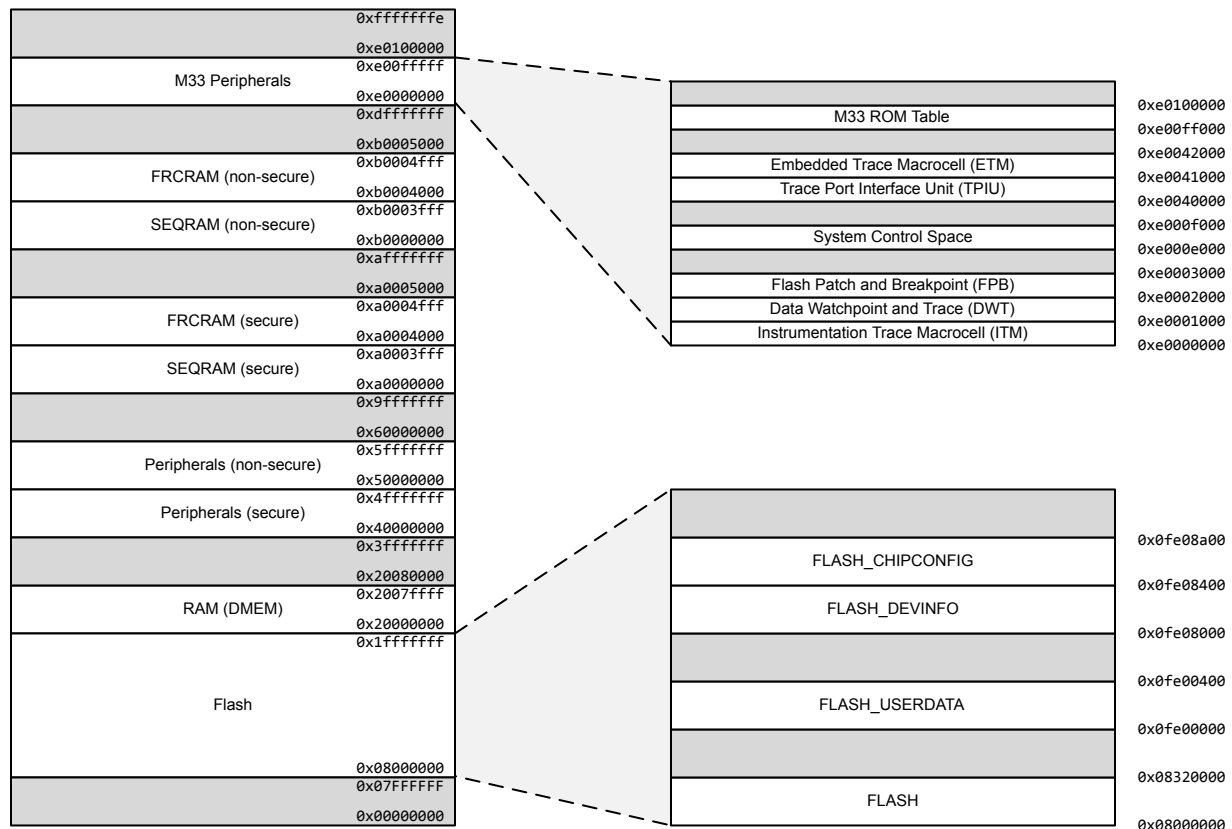 0xfffffffe
0xe0100000
0xe00fffff
M33 Peripherals
0xe0000000
0xdfffffff
0xb0005000
0xb0004fff
FRCRAM (non-secure)
0xb0004000
0xb0003fff
SEQRAM (non-secure)
0xb0000000
0xafffffff
0xa0005000
0xa0004fff
FRCRAM (secure)
0xa0004000
0xa0003fff
SEQRAM (secure)
0xa0000000
0x9fffffff
0x60000000
0x5fffffff
Peripherals (non-secure)
0x50000000
0x4fffffff
Peripherals (secure)
0x40000000
0x3fffffff
0x20080000
0x2007ffff
RAM (DMEM)
0x20000000
0x1fffffff
Flash
0x08000000
0x07FFFFFF
0x00000000
0xe0100000
M33 ROM Table
0xe00ff000
0xe0042000
Embedded Trace Macrocell (ETM)
0xe0041000
Trace Port Interface Unit (TPIU)
0xe0040000
0xe000f000
System Control Space
0xe000e000
0xe0003000
Flash Patch and Breakpoint (FPB)
0xe0002000
Data Watchpoint and Trace (DWT)
0xe0001000
Instrumentation Trace Macrocell (ITM)
0xe0000000
0x0fe08a00
FLASH_CHIPCONFIG
0x0fe08400
FLASH_DEVINFO
0x0fe08000
0x0fe00400
FLASH_USERDATA
0x0fe00000
0x08320000
FLASH
0x08000000